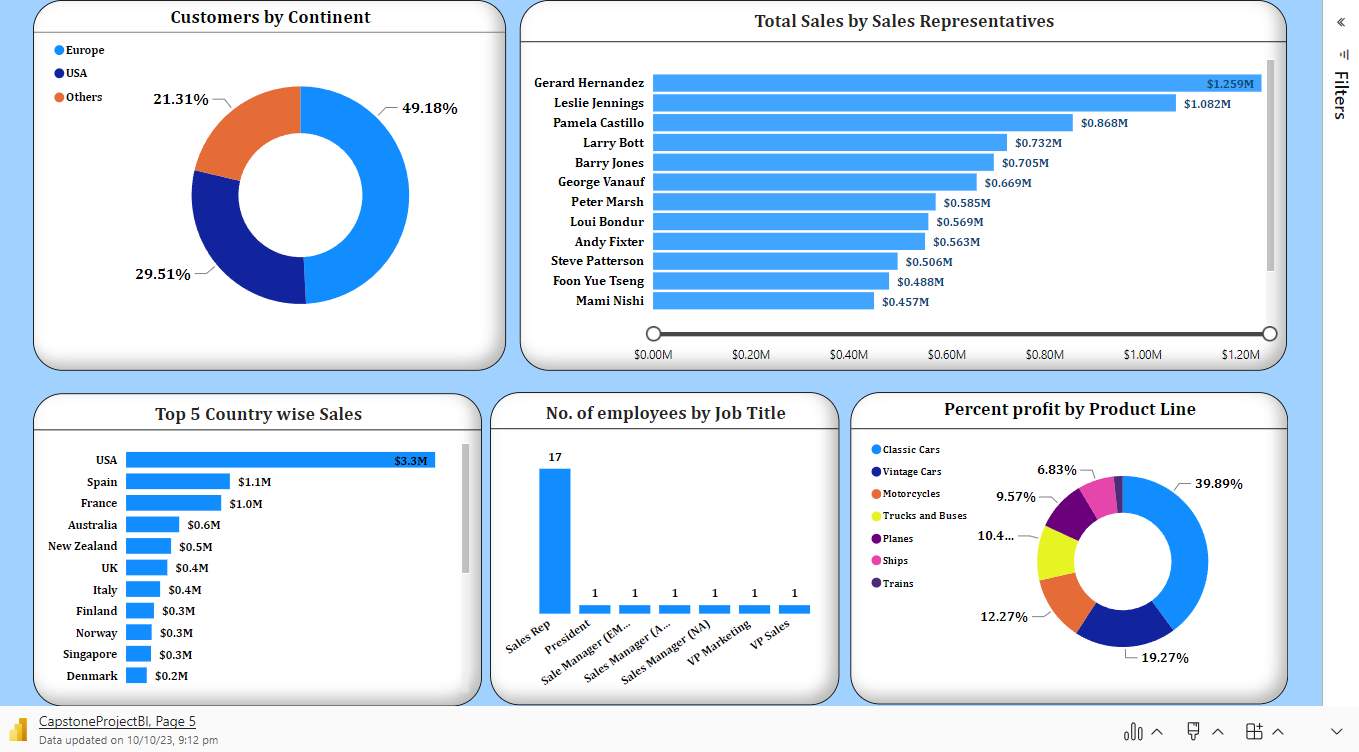 Customers by Continent
Europe
USA
Others
21.31%
49.18%
29.51%
Total Sales by Sales Representatives
Gerard Hernandez $1.259M
Leslie Jennings $1.082M
Pamela Castillo $0.868M
Larry Bott $0.732M
Barry Jones $0.705M
George Vanauf $0.669M
Peter Marsh $0.585M
Loui Bondur $0.569M
Andy Fixter $0.563M
Steve Patterson $0.506M
Foon Yue Tseng $0.488M
Mami Nishi $0.457M
$0.00M $0.20M $0.40M $0.60M $0.80M $1.00M $1.20M
Filters
Top 5 Country wise Sales
USA $3.3M
Spain $1.1M
France $1.0M
Australia $0.6M
New Zealand $0.5M
UK $0.4M
Italy $0.4M
Finland $0.3M
Norway $0.3M
Singapore $0.3M
Denmark $0.2M
No. of employees by Job Title
17 1 1 1 1 1 1
Sales Rep
President
Sale Manager (EM...
Sales Manager (A...
Sales Manager (NA)
VP Marketing
VP Sales
Percent profit by Product Line
Classic Cars
Vintage Cars
Motorcycles
Trucks and Buses
Planes
Ships
Trains
6.83%
39.89%
9.57%
10.4...
12.27%
19.27%
CapstoneProjectBI, Page 5
Data updated on 10/10/23, 9:12 pm